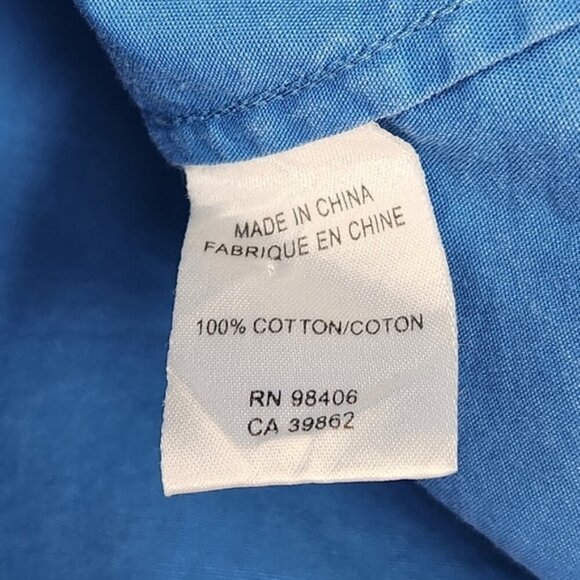 MADE IN CHINA
FABRIQUE EN CHINE
100% COTTON/COTON
RN 98406
CA 39862